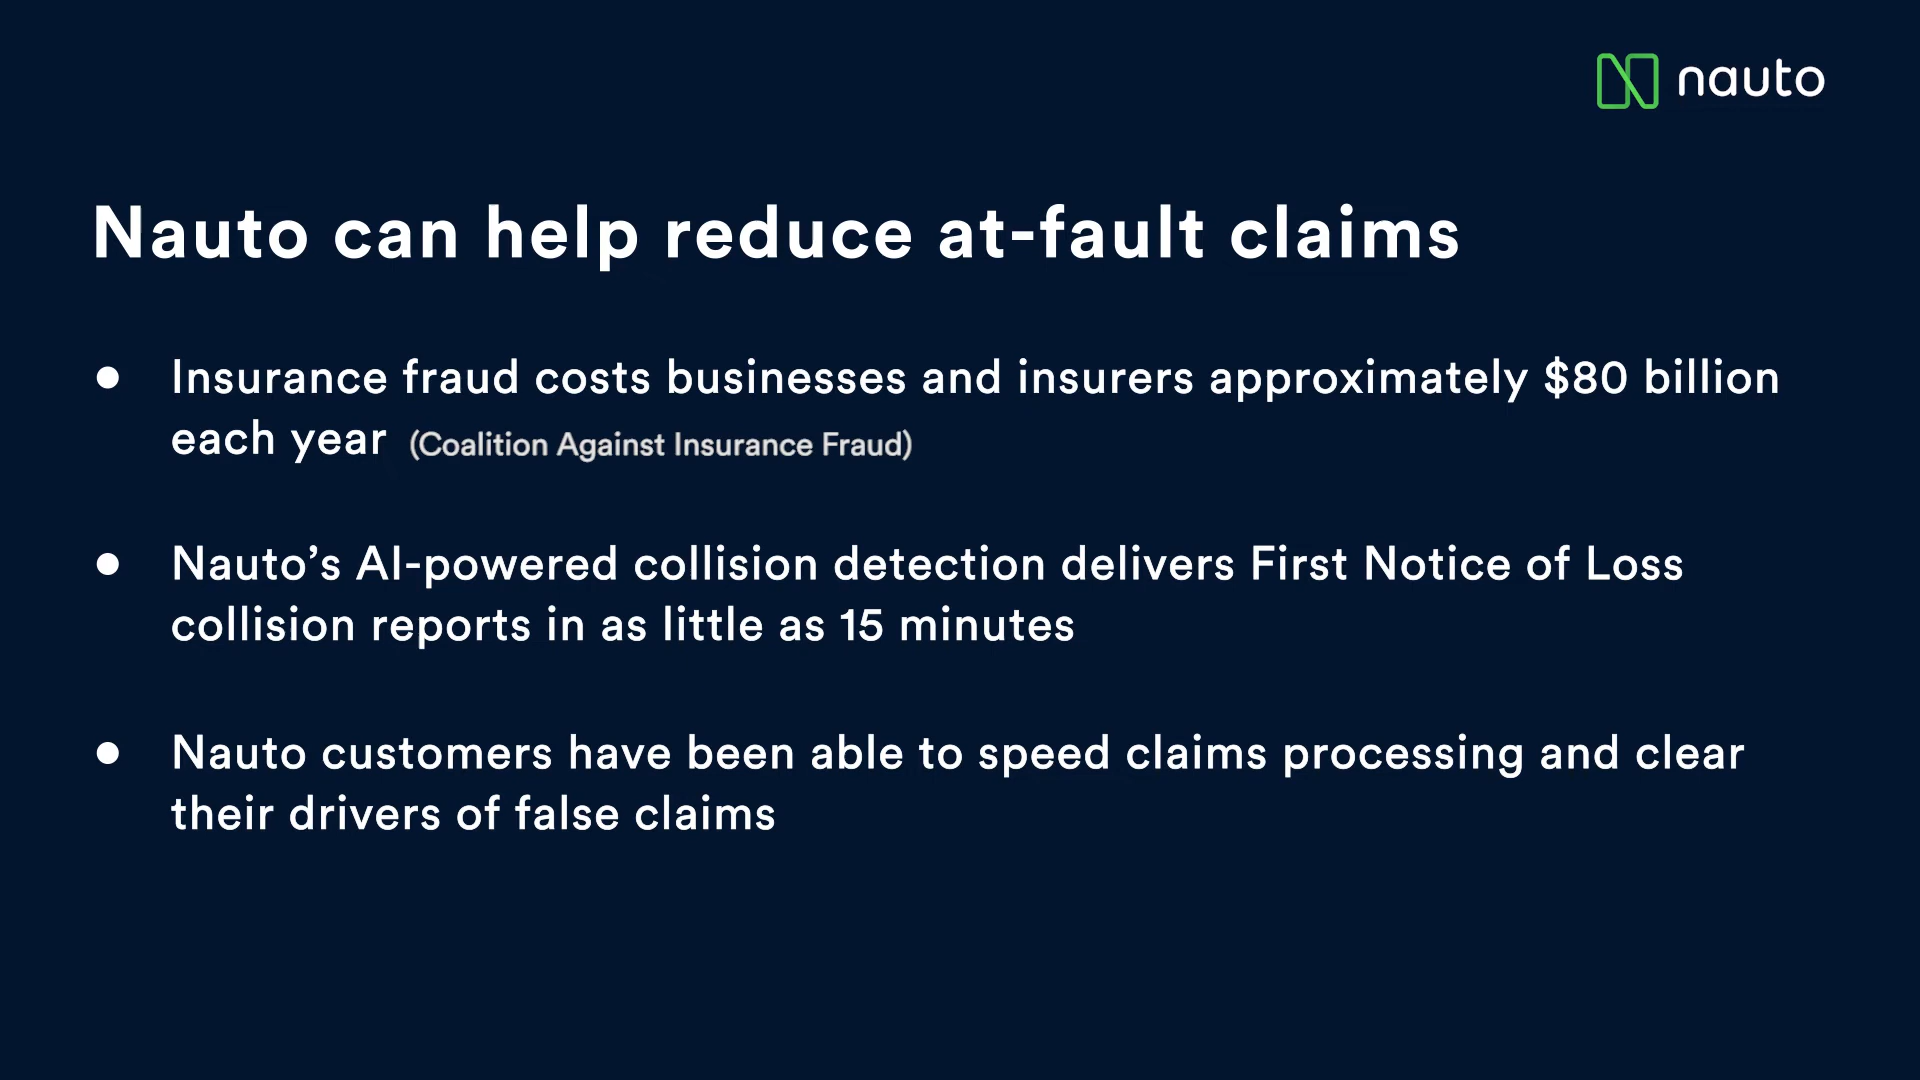 nauto
Nauto can help reduce at-fault claims
● Insurance fraud costs businesses and insurers approximately $80 billion
each year (Coalition Against Insurance Fraud)
● Nauto’s AI-powered collision detection delivers First Notice of Loss
collision reports in as little as 15 minutes
● Nauto customers have been able to speed claims processing and clear
their drivers of false claims